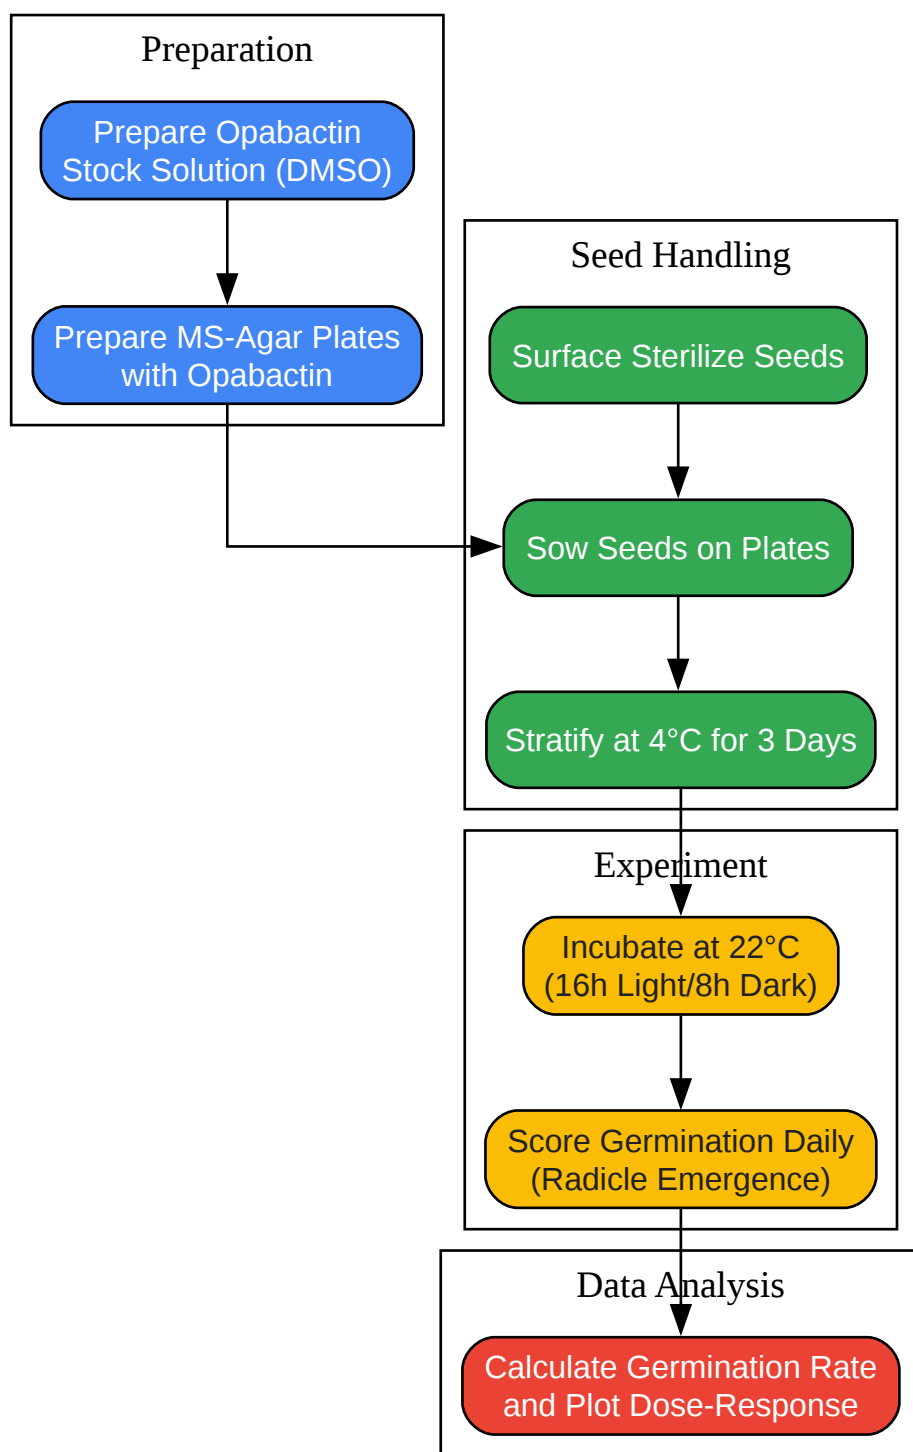 Preparation
Prepare Opabactin
Stock Solution (DMSO)
Prepare MS-Agar Plates
with Opabactin
Seed Handling
Surface Sterilize Seeds
Sow Seeds on Plates
Stratify at 4°C for 3 Days
Experiment
Incubate at 22°C
(16h Light/8h Dark)
Score Germination Daily
(Radicle Emergence)
Data Analysis
Calculate Germination Rate
and Plot Dose-Response